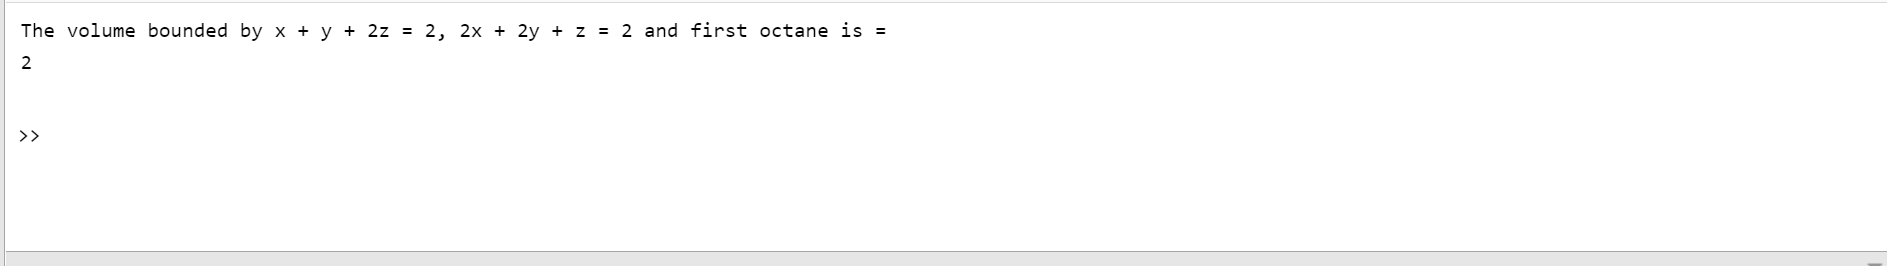 The volume bounded by x + y + 2z = 2, 2x + 2y + z = 2 and first octane is =
2
>>